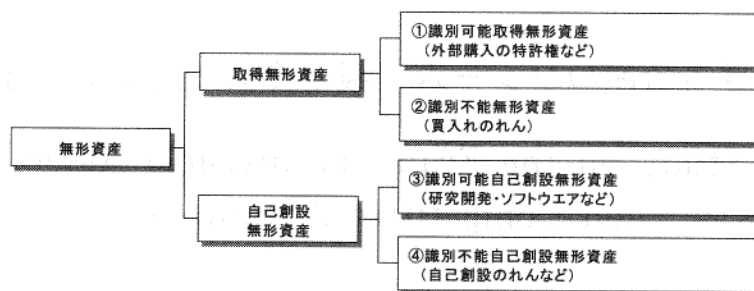 無形資産
取得無形資産
①識別可能取得無形資産
(外部購入の特許権など)
②識別不能無形資産
(買入れのれん)
自己創設
無形資産
③識別可能自己創設無形資産
(研究開発・ソフトウエアなど)
④識別不能自己創設無形資産
(自己創設のれんなど)